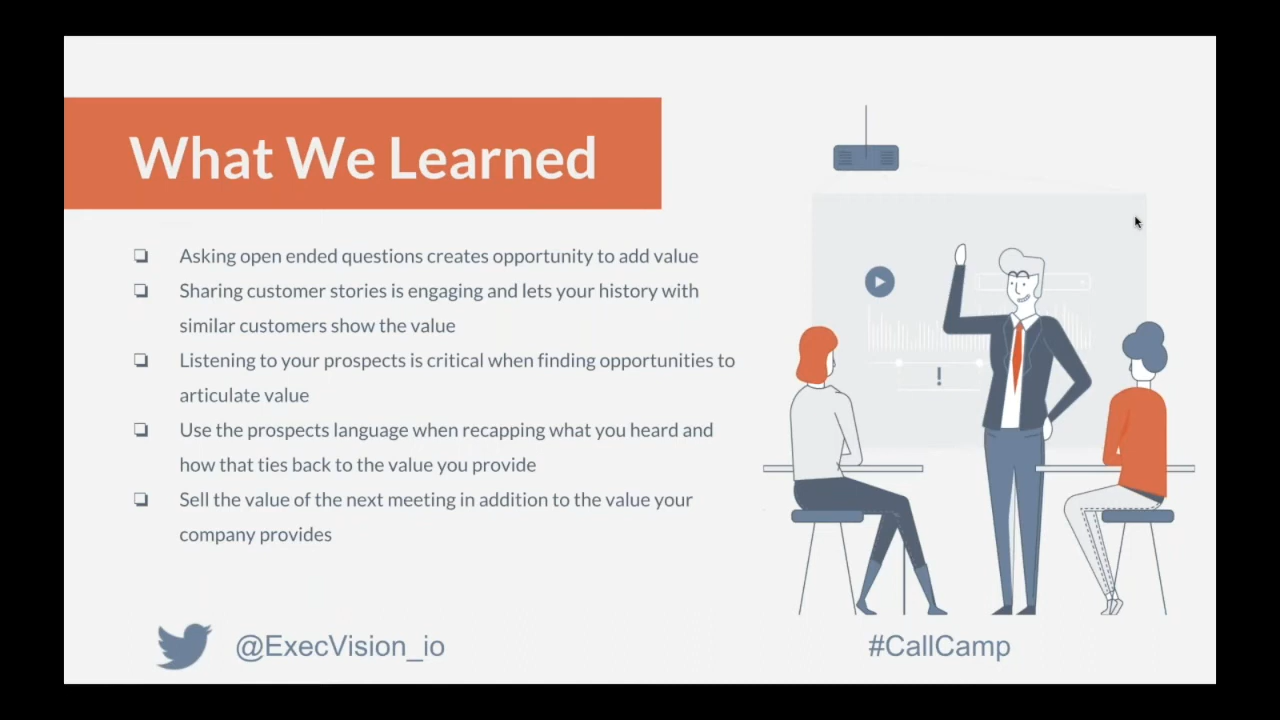 What We Learned
❏ Asking open ended questions creates opportunity to add value
❏ Sharing customer stories is engaging and lets your history with
similar customers show the value
❏ Listening to your prospects is critical when finding opportunities to
articulate value
❏ Use the prospects language when recapping what you heard and
how that ties back to the value you provide
❏ Sell the value of the next meeting in addition to the value your
company provides
!
@ExecVision_io
#CallCamp